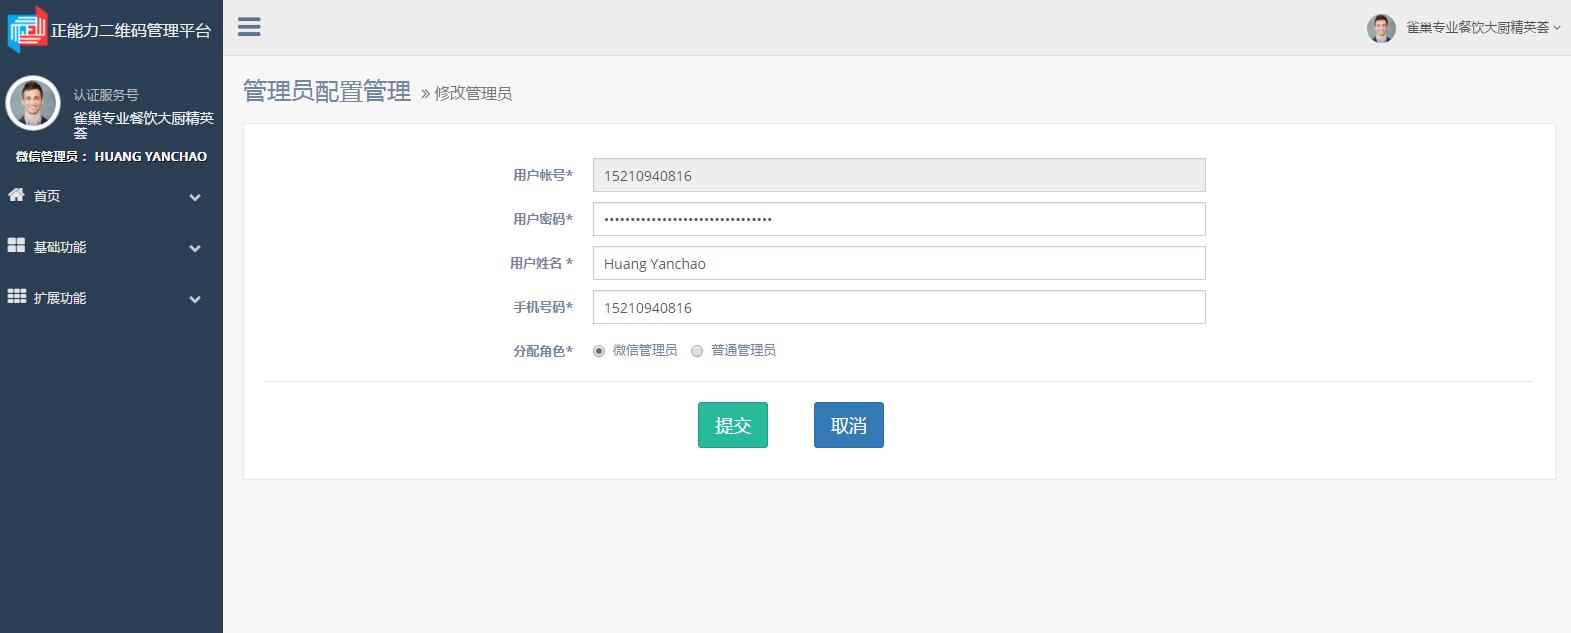 正能力二维码管理平台
雀巢专业餐饮大厨精英荟
认证服务号
雀巢专业餐饮大厨精英
荟
微信管理员： HUANG YANCHAO
首页
基础功能
扩展功能
管理员配置管理 » 修改管理员
用户帐号* 15210940816
用户密码* ································
用户姓名 * Huang Yanchao
手机号码* 15210940816
分配角色* 微信管理员 普通管理员
提交 取消